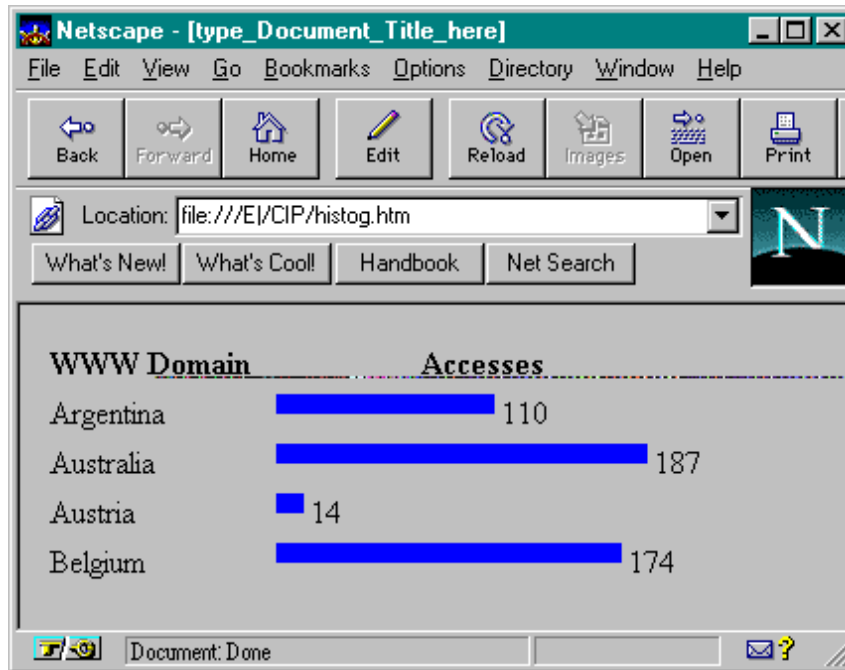 Netscape - [type_Document_Title_here]
File Edit View Go Bookmarks Options Directory Window Help
Back Forward Home Edit Reload Images Open Print
Location: file:///E|/CIP/histog.htm
N
What's New! What's Cool! Handbook Net Search
WWW Domain Accesses
Argentina 110
Australia 187
Austria 14
Belgium 174
Document: Done